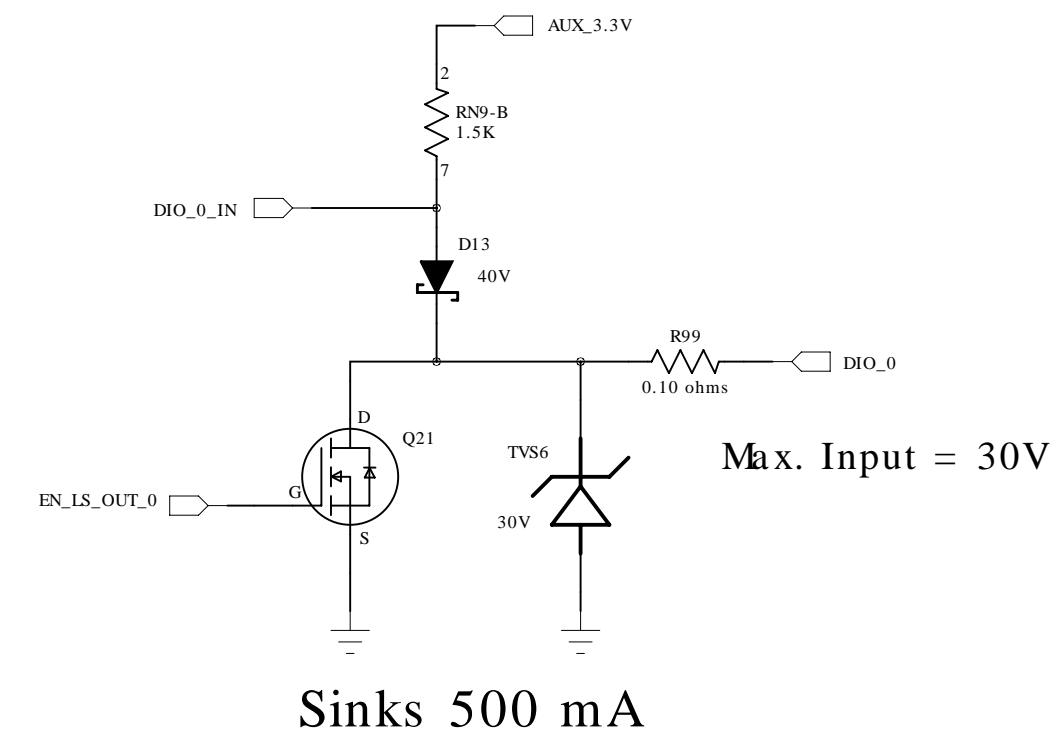 AUX_3.3V
2
RN9-B
1.5K
7
DIO_0_IN
D13
40V
R99
0.10 ohms
DIO_0
D
Q21
G
S
EN_LS_OUT_0
TVS6
30V
Max. Input = 30V
Sinks 500 mA